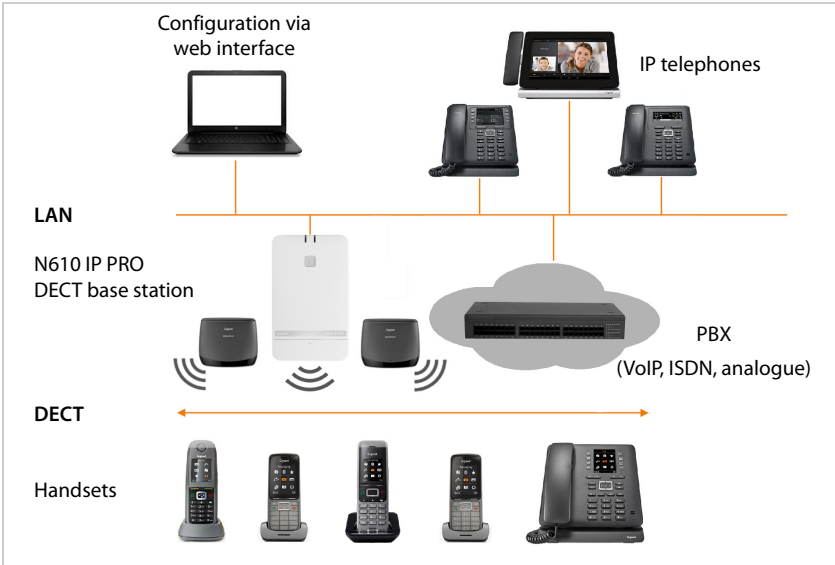 Configuration via
web interface
IP telephones
LAN
N610 IP PRO
DECT base station
PBX
(VoIP, ISDN, analogue)
DECT
Handsets